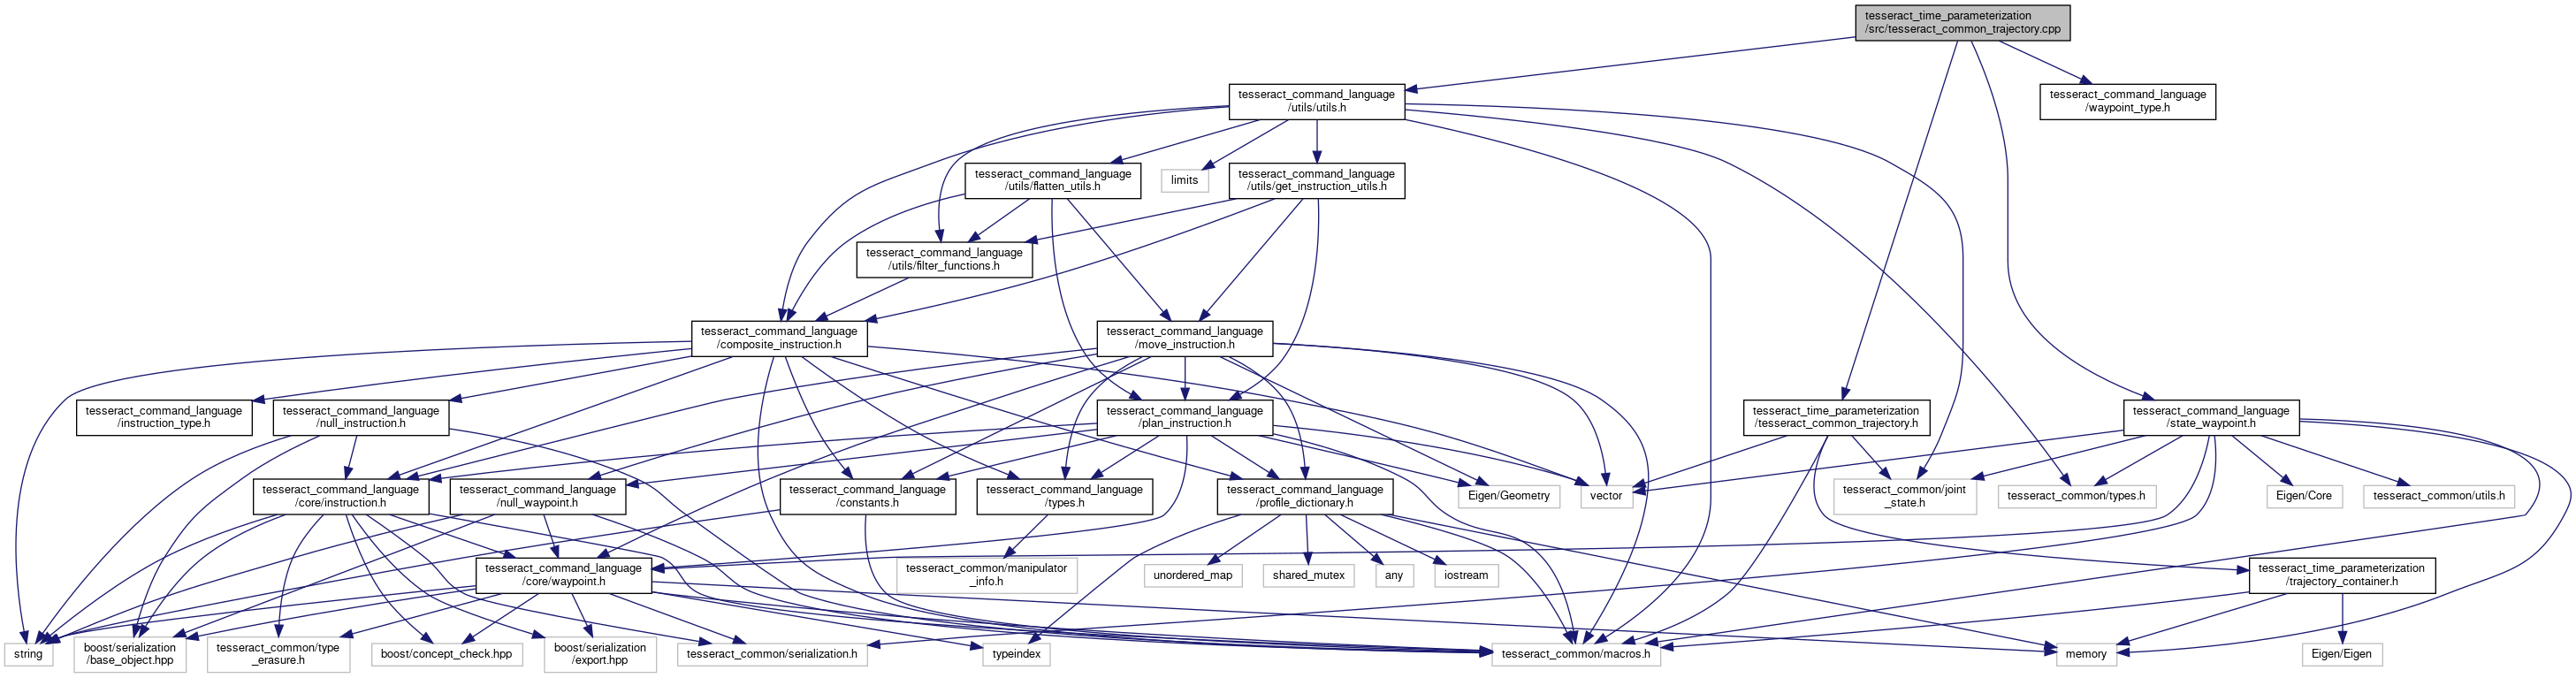 tesseract_time_parameterization
/src/tesseract_common_trajectory.cpp
tesseract_command_language
/utils/utils.h
tesseract_command_language
/waypoint_type.h
tesseract_command_language
/utils/flatten_utils.h
limits
tesseract_command_language
/utils/get_instruction_utils.h
tesseract_command_language
/utils/filter_functions.h
tesseract_command_language
/composite_instruction.h
tesseract_command_language
/move_instruction.h
tesseract_command_language
/instruction_type.h
tesseract_command_language
/null_instruction.h
tesseract_command_language
/plan_instruction.h
tesseract_time_parameterization
/tesseract_common_trajectory.h
tesseract_command_language
/state_waypoint.h
tesseract_command_language
/core/instruction.h
tesseract_command_language
/null_waypoint.h
tesseract_command_language
/constants.h
tesseract_command_language
/types.h
tesseract_command_language
/profile_dictionary.h
Eigen/Geometry
vector
tesseract_common/joint
_state.h
tesseract_common/types.h
Eigen/Core
tesseract_common/utils.h
tesseract_command_language
/core/waypoint.h
tesseract_common/manipulator
_info.h
unordered_map
shared_mutex
any
iostream
tesseract_time_parameterization
/trajectory_container.h
string
boost/serialization
/base_object.hpp
tesseract_common/type
_erasure.h
boost/concept_check.hpp
boost/serialization
/export.hpp
tesseract_common/serialization.h
typeindex
tesseract_common/macros.h
memory
Eigen/Eigen